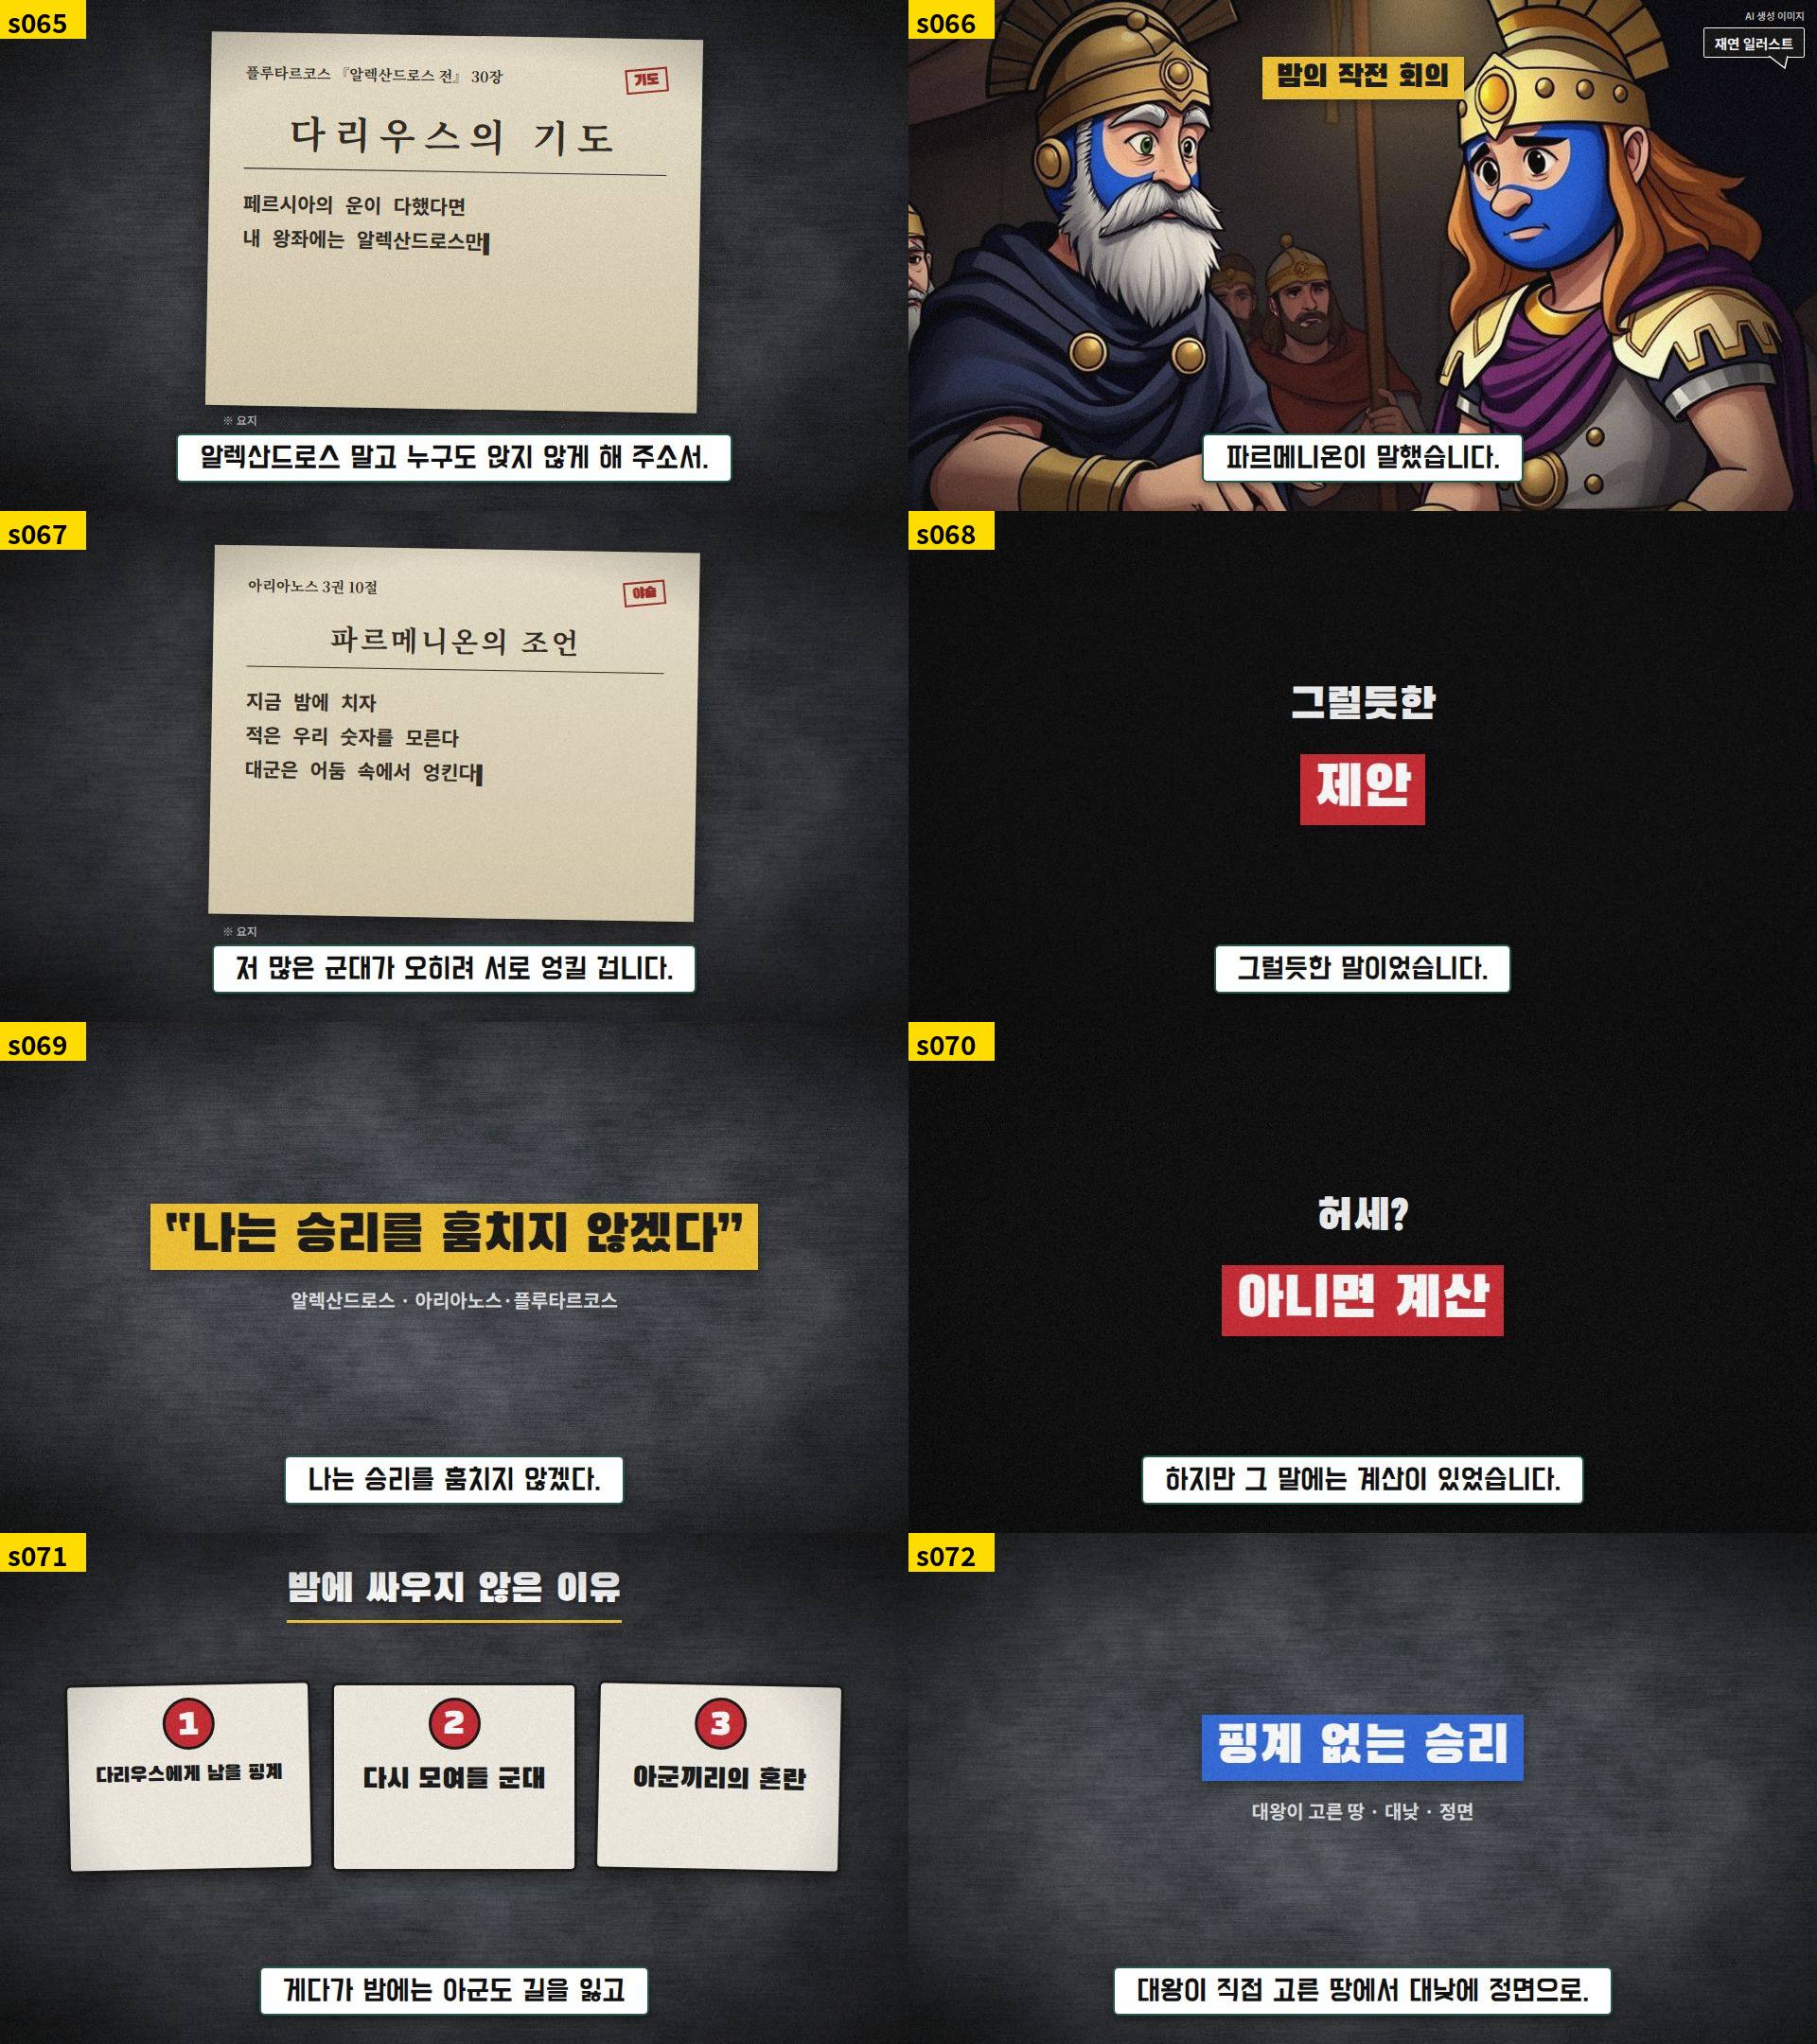 s065
플루타르코스 『알렉산드로스 전』 30장
기도
다리우스의 기도
페르시아의 운이 다했다면
내 왕좌에는 알렉산드로스만
※ 요지
알렉산드로스 말고 누구도 앉지 않게 해 주소서.
s066
AI 생성 이미지
재연 일러스트
밤의 작전 회의
파르메니온이 말했습니다.
s067
아리아노스 3권 10절
야습
파르메니온의 조언
지금 밤에 치자
적은 우리 숫자를 모른다
대군은 어둠 속에서 엉킨다
※ 요지
저 많은 군대가 오히려 서로 엉킬 겁니다.
s068
그럴듯한
제안
그럴듯한 말이었습니다.
s069
"나는 승리를 훔치지 않겠다"
알렉산드로스 · 아리아노스·플루타르코스
나는 승리를 훔치지 않겠다.
s070
허세?
아니면 계산
하지만 그 말에는 계산이 있었습니다.
s071
밤에 싸우지 않은 이유
1
다리우스에게 남을 핑계
2
다시 모여들 군대
3
아군끼리의 혼란
게다가 밤에는 아군도 길을 잃고
s072
핑계 없는 승리
대왕이 고른 땅 · 대낮 · 정면
대왕이 직접 고른 땅에서 대낮에 정면으로.